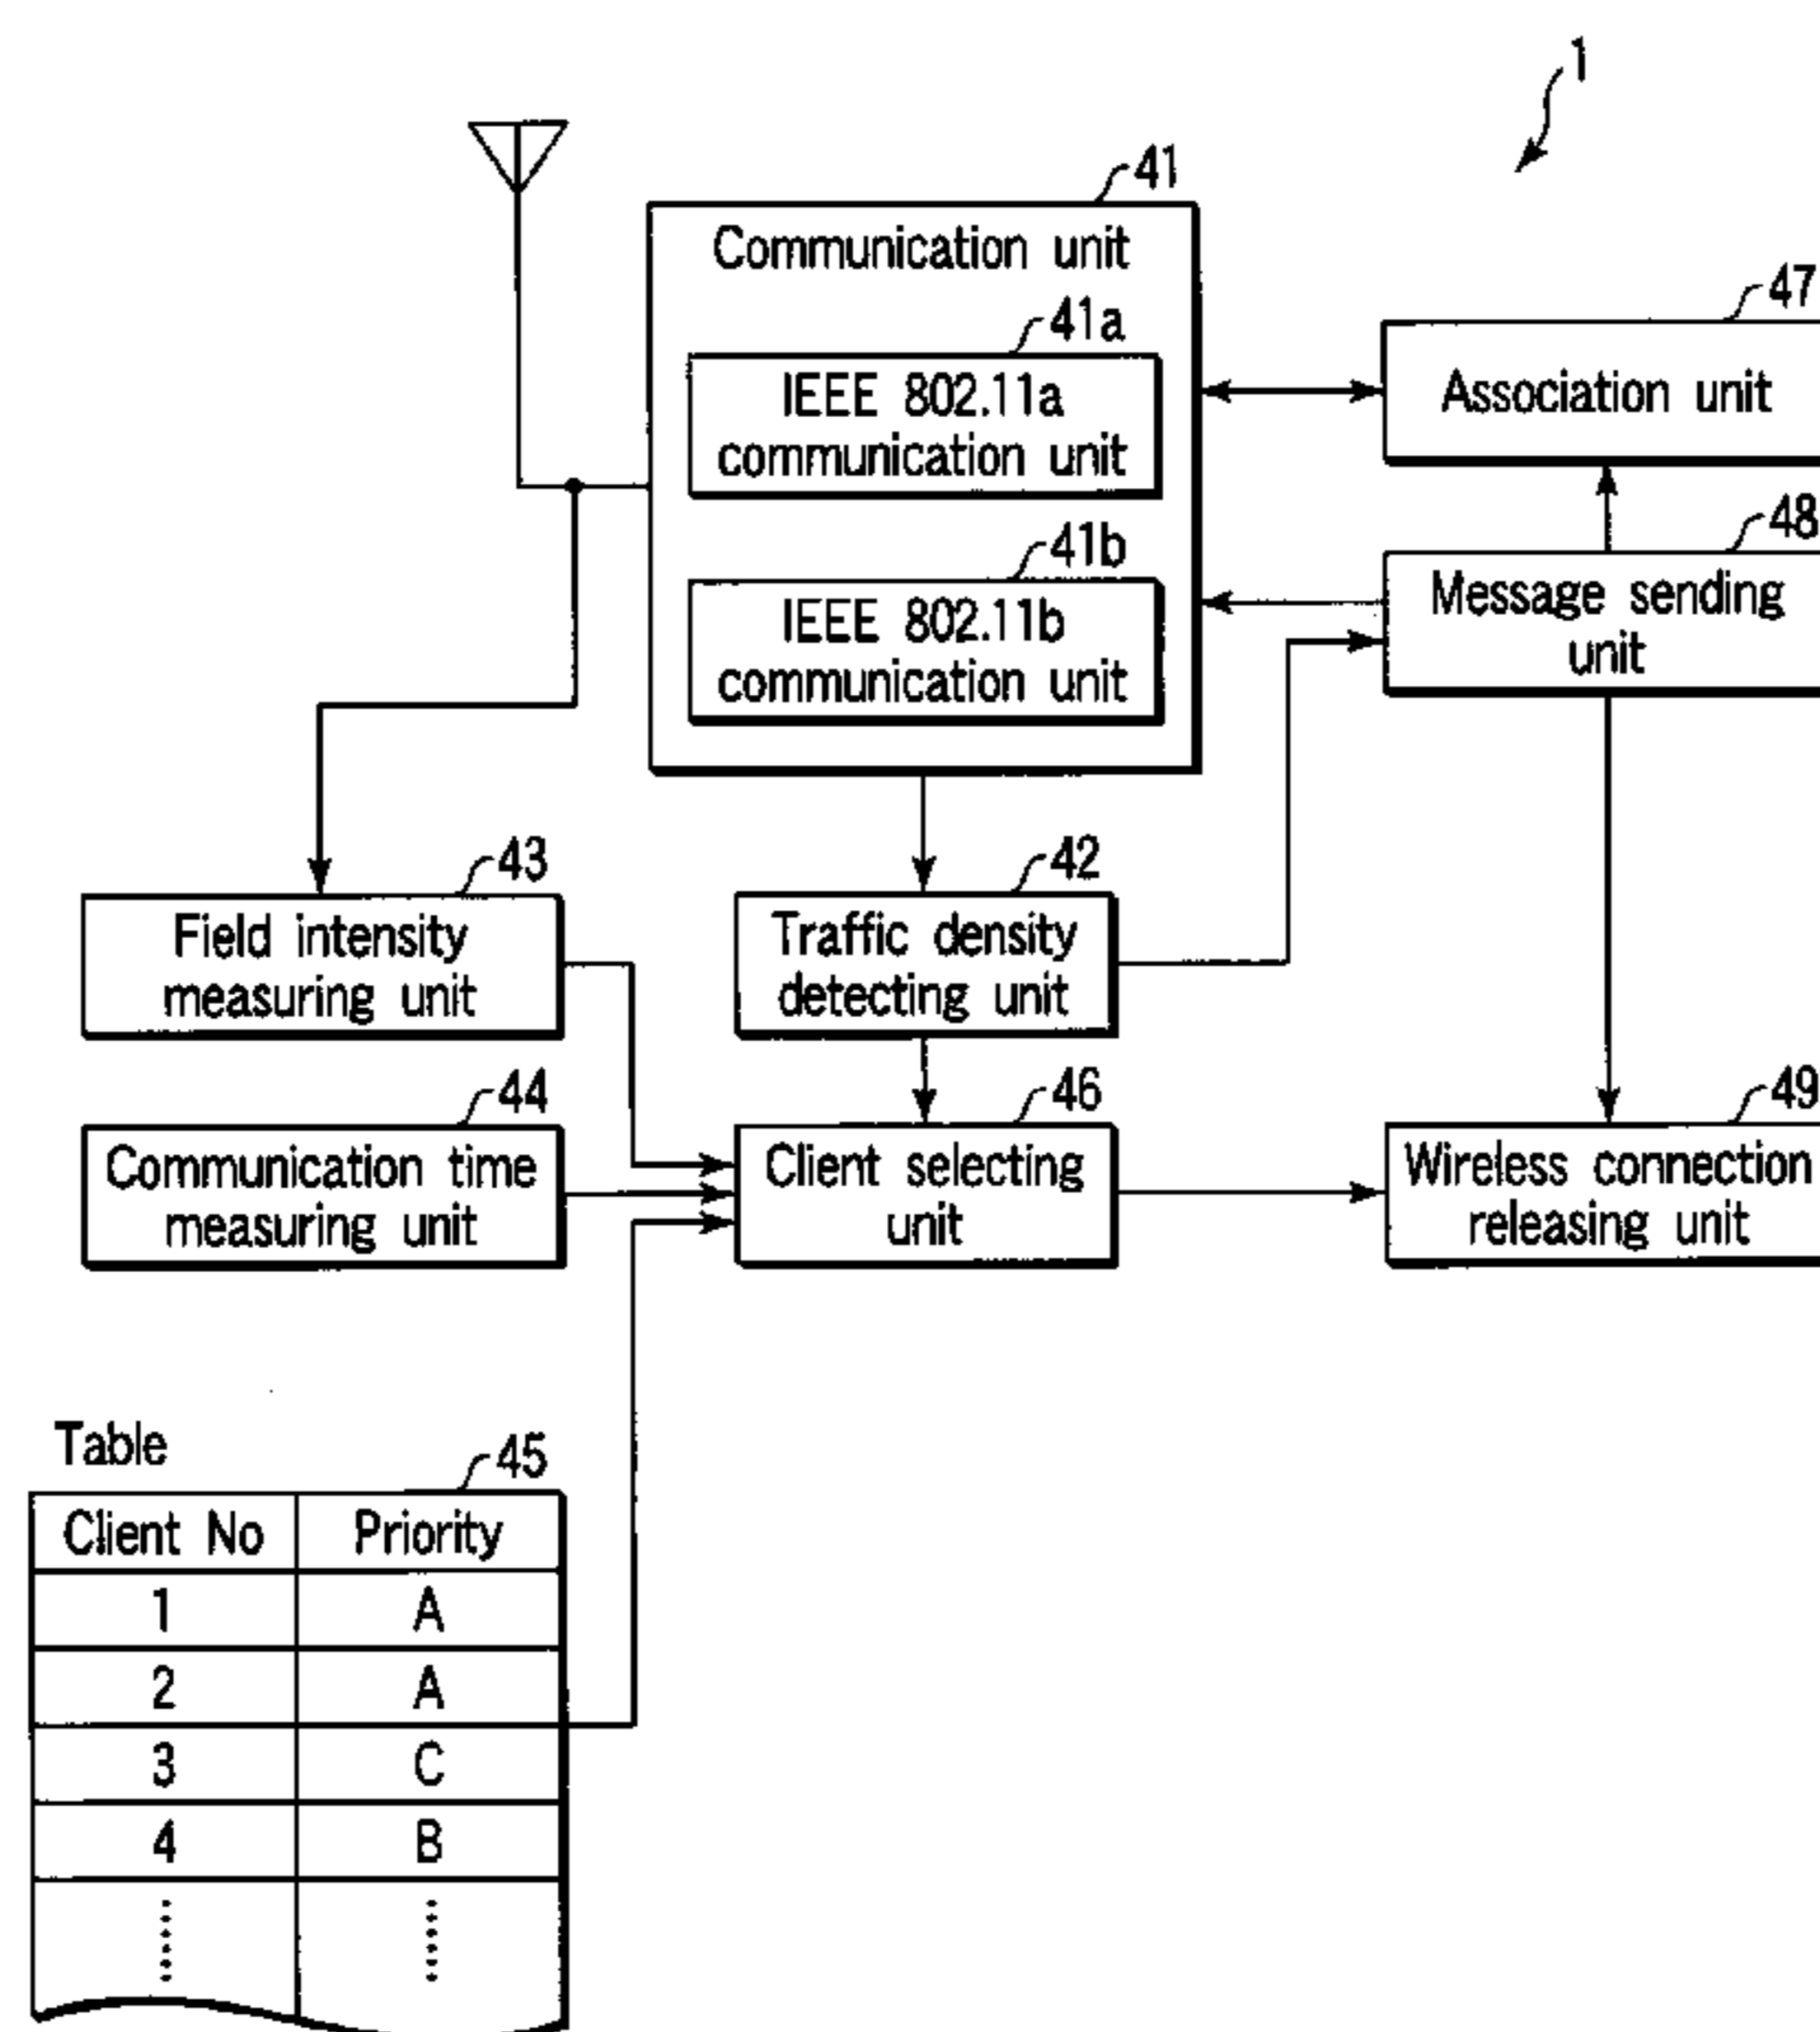 1
41
Communication unit
41a
IEEE 802.11a
communication unit
41b
IEEE 802.11b
communication unit
47
Association unit
48
Message sending
unit
43
Field intensity
measuring unit
42
Traffic density
detecting unit
44
Communication time
measuring unit
46
Client selecting
unit
49
Wireless connection
releasing unit
Table
45
Client No Priority
1 A
2 A
3 C
4 B